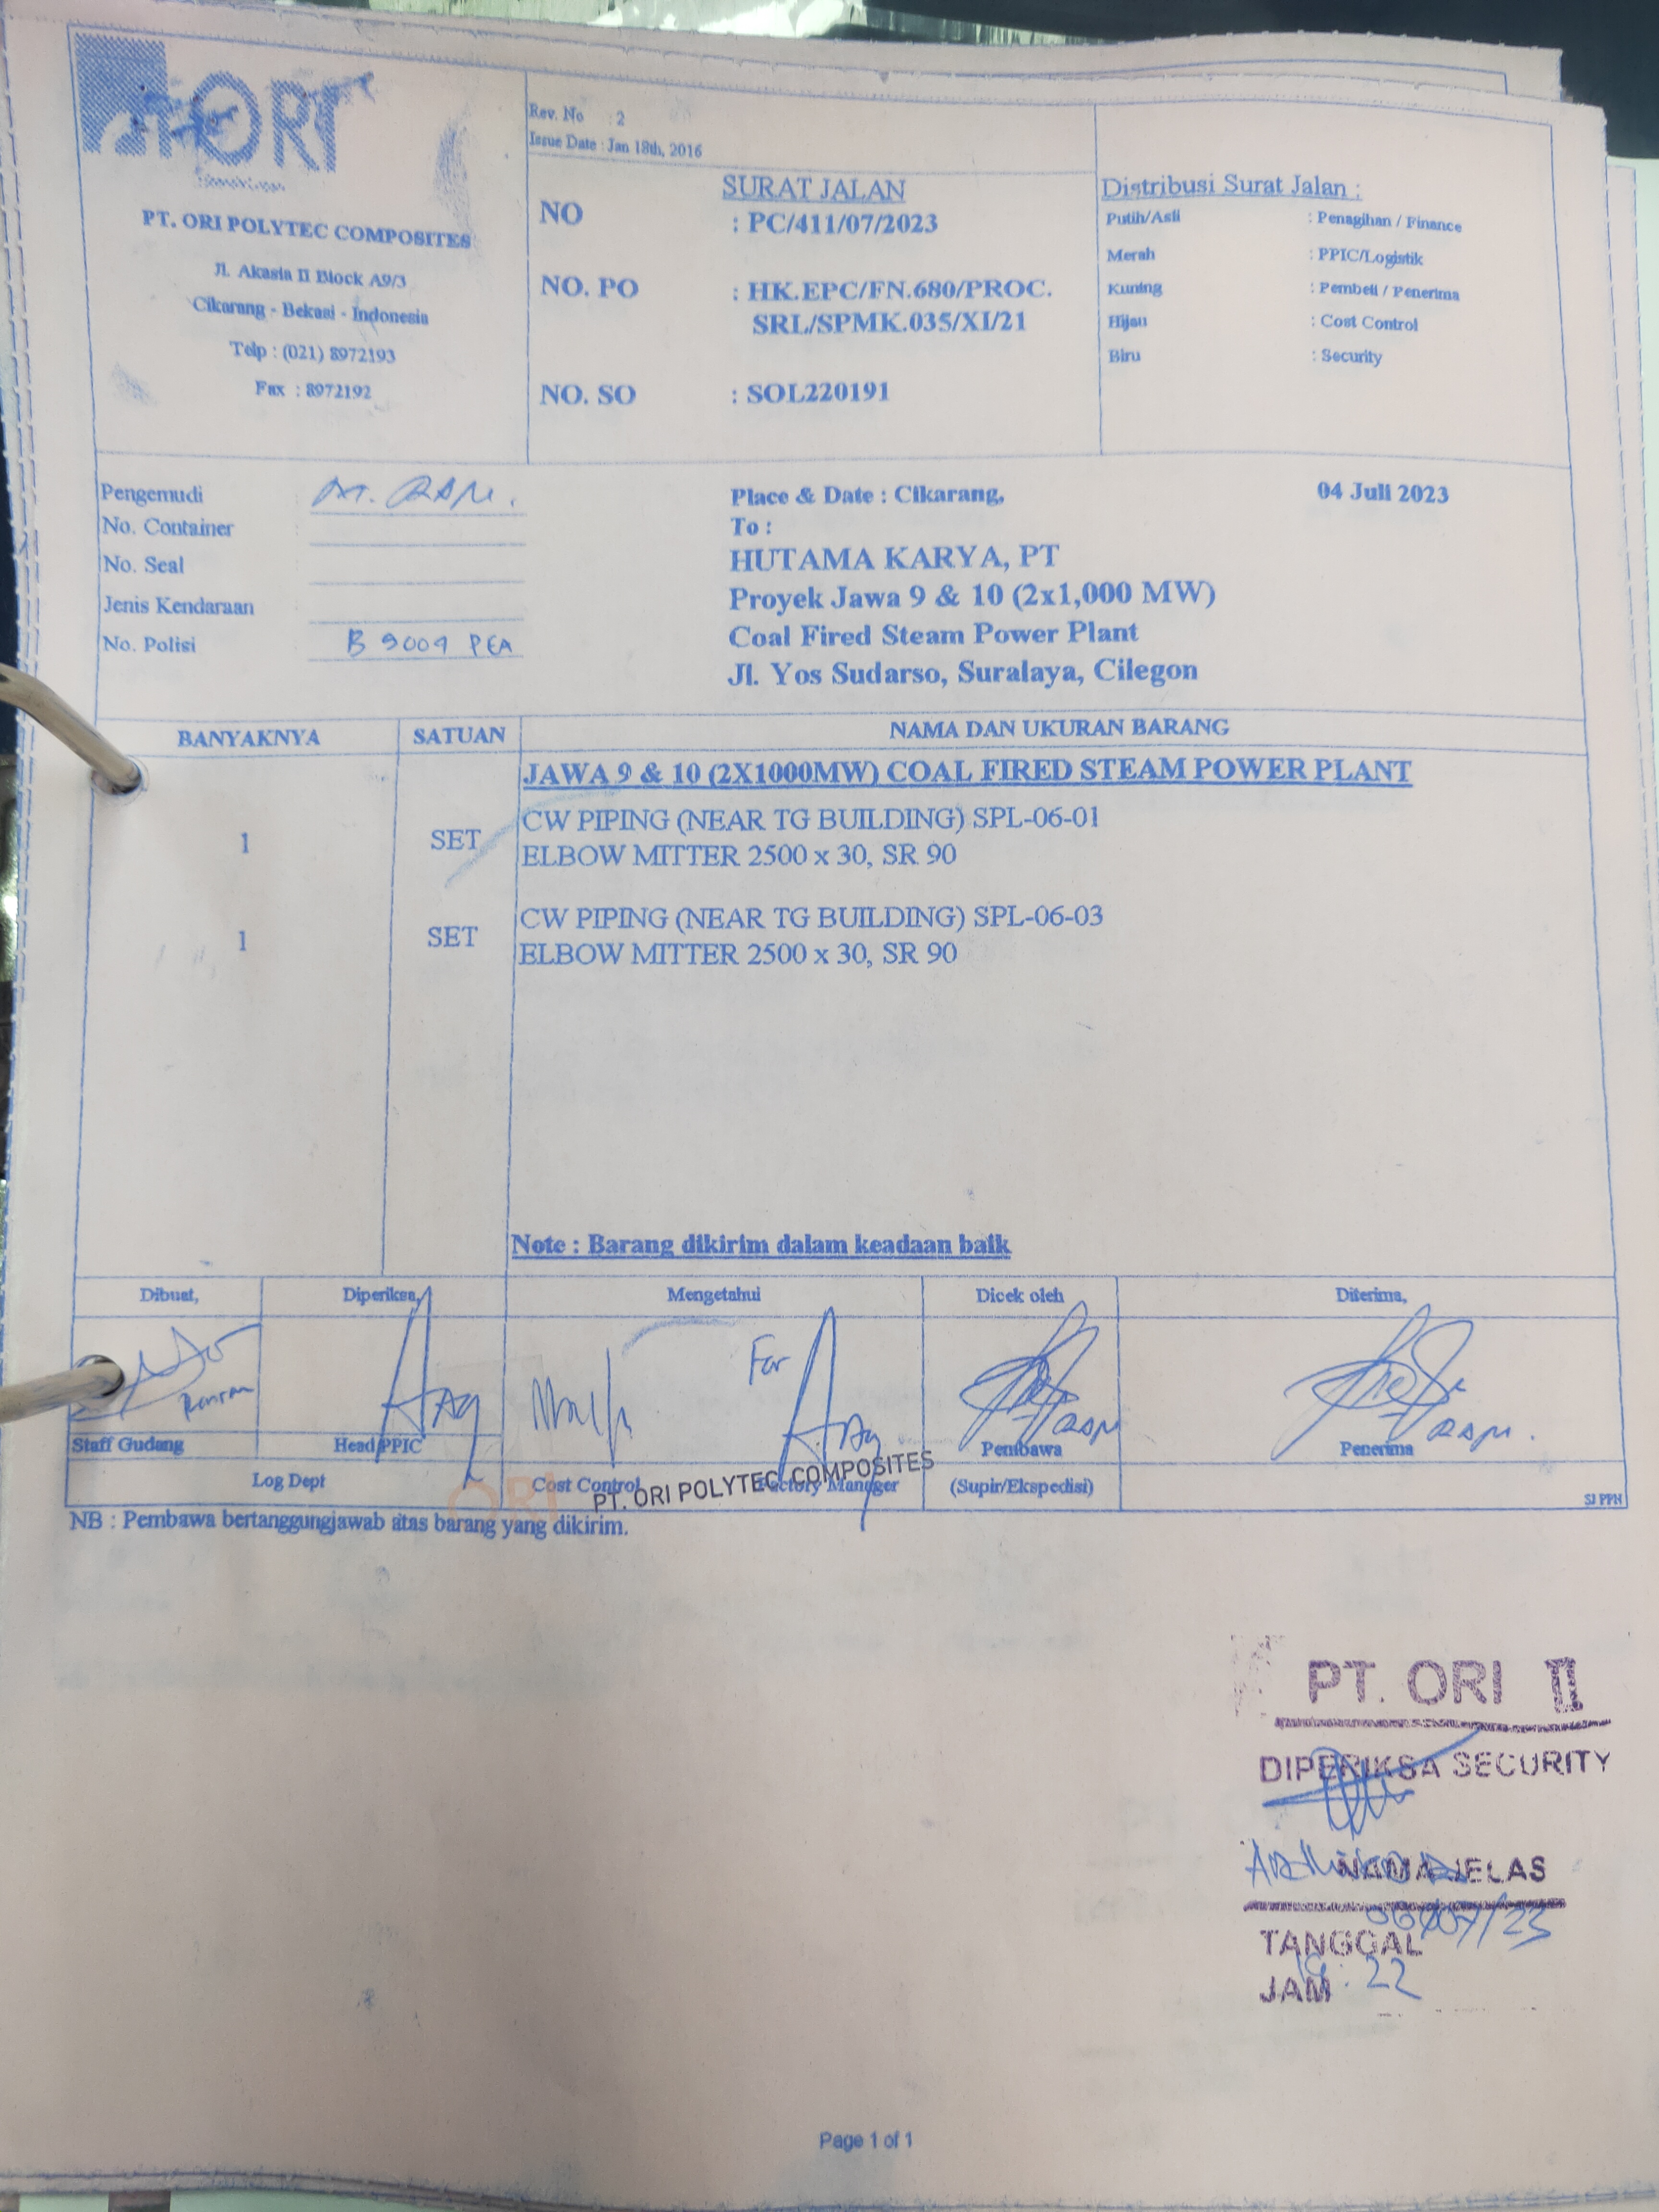 ORI
PT. ORI POLYTEC COMPOSITES
Jl. Akasia II Block A9/3
Cikarang - Bekasi - Indonesia
Telp : (021) 8972193
Fax : 8972192
Rev. No : 2
Issue Date : Jan 18th, 2016
SURAT JALAN
NO : PC/411/07/2023
NO. PO : HK.EPC/FN.680/PROC.
SRL/SPMK.035/XI/21
NO. SO : SOL220191
Distribusi Surat Jalan :
Putih/Asli : Penagihan / Finance
Merah : PPIC/Logistik
Kuning : Pembeli / Penerima
Hijau : Cost Control
Biru : Security
Pengemudi M.
No. Container
No. Seal
Jenis Kendaraan
No. Polisi B 9009 PEA
Place & Date : Cikarang, 04 Juli 2023
To :
HUTAMA KARYA, PT
Proyek Jawa 9 & 10 (2x1,000 MW)
Coal Fired Steam Power Plant
Jl. Yos Sudarso, Suralaya, Cilegon
BANYAKNYA SATUAN NAMA DAN UKURAN BARANG
JAWA 9 & 10 (2X1000MW) COAL FIRED STEAM POWER PLANT
1 SET CW PIPING (NEAR TG BUILDING) SPL-06-01
ELBOW MITTER 2500 x 30, SR 90
1 SET CW PIPING (NEAR TG BUILDING) SPL-06-03
ELBOW MITTER 2500 x 30, SR 90
Note : Barang dikirim dalam keadaan baik
Dibuat, Diperiksa, Mengetahui Dicek oleh Diterima,
For
Staff Gudang Head PPIC Pembawa Penerima
Log Dept Cost Control Factory Manager (Supir/Ekspedisi)
ORI PT. ORI POLYTEC COMPOSITES
SJ PPH
NB : Pembawa bertanggungjawab atas barang yang dikirim.
PT. ORI II
DIPERIKSA SECURITY
NAMA JELAS
06/07/23
TANGGAL
JAM : 22
Page 1 of 1